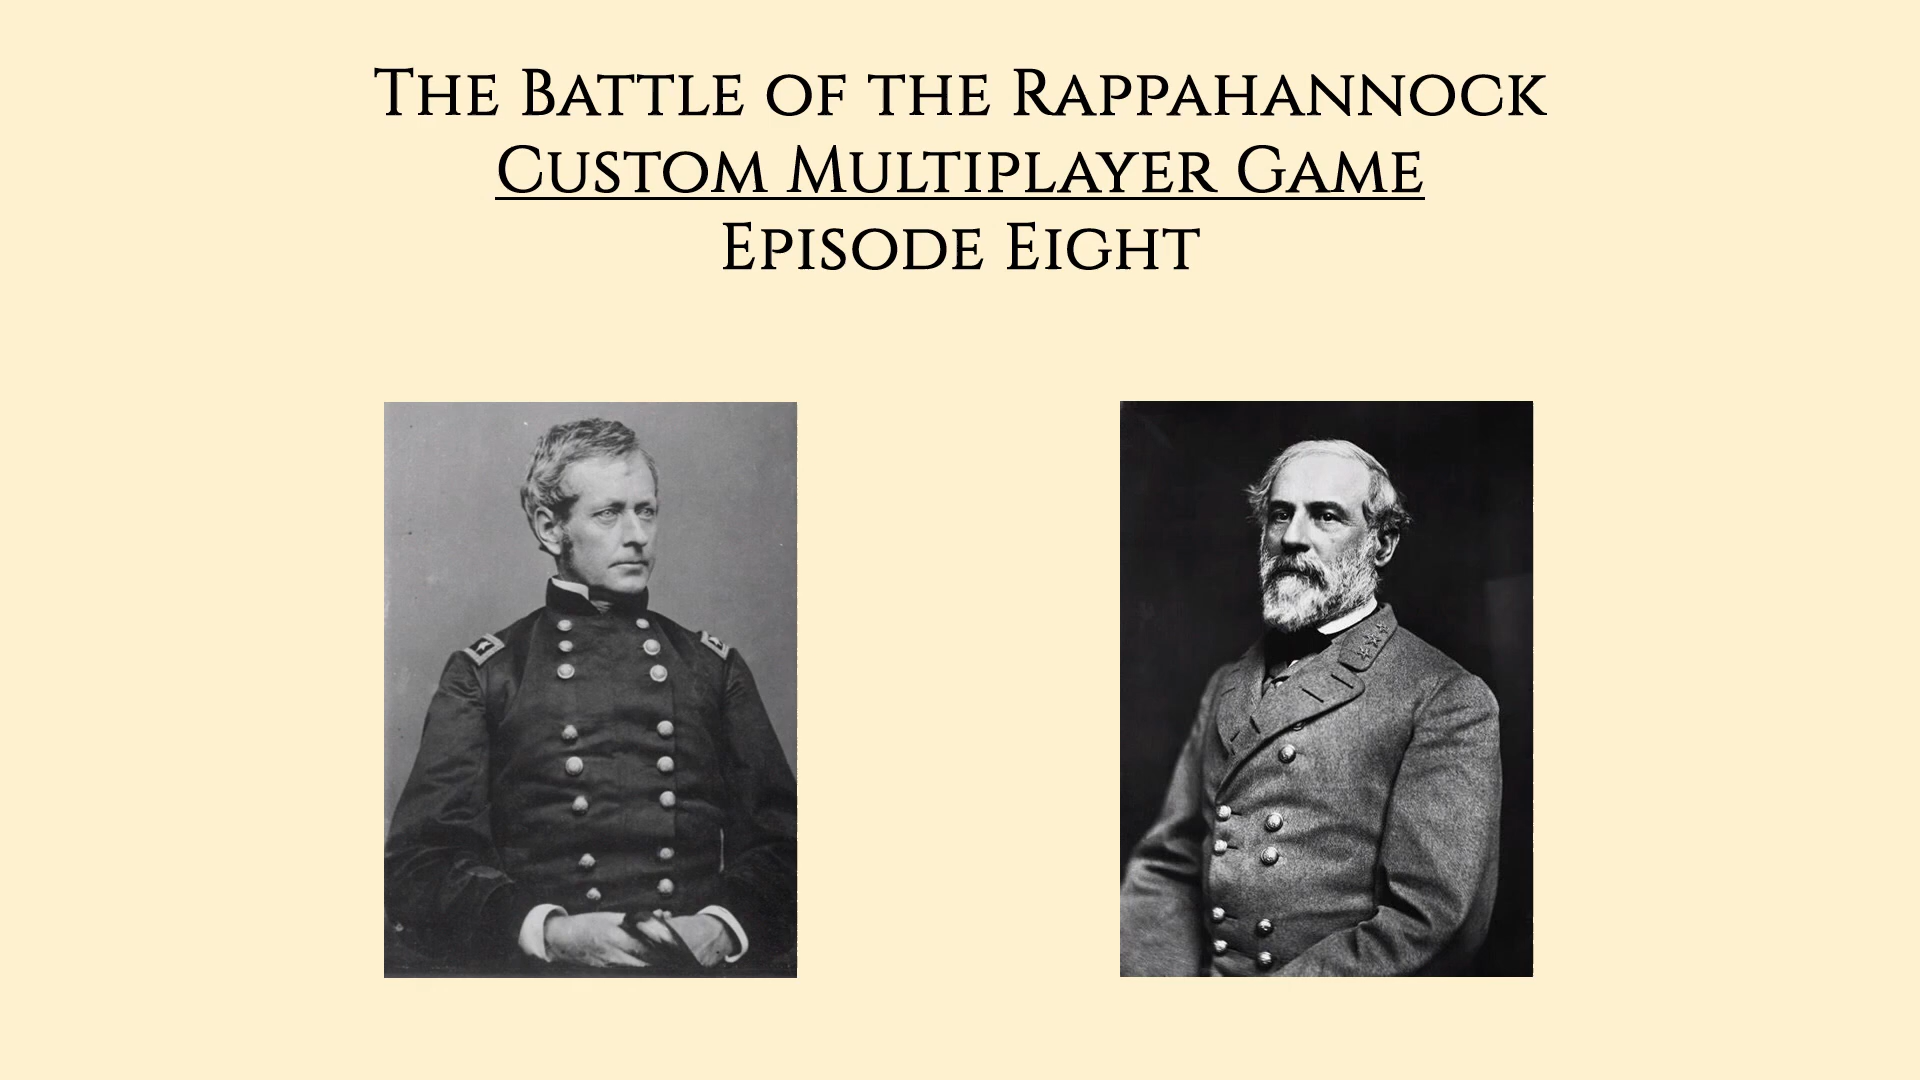 The Battle of the Rappahannock
Custom Multiplayer Game
Episode Eight